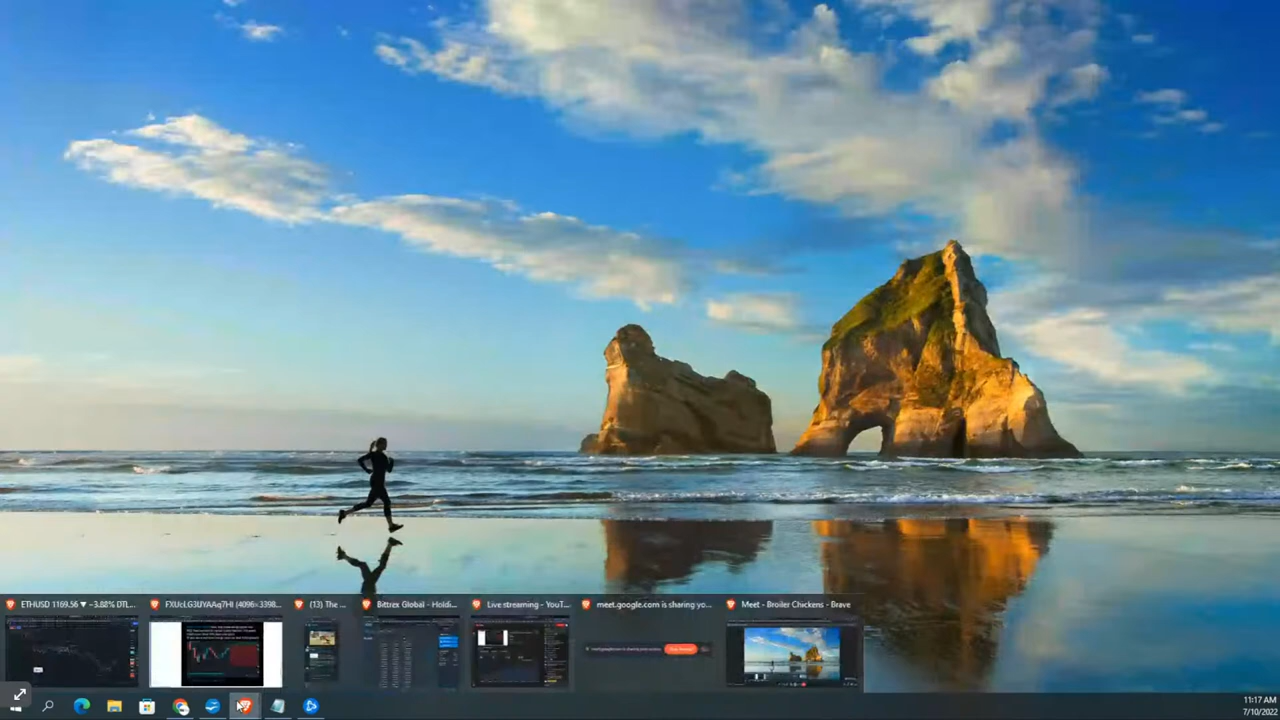 ETHUSD 1169.56 ▼ −3.88% DTL...
FXUcLG3UYAAq7HI (4096×3398...
(13) The ...
Bittrex Global - Holdi...
Live streaming - YouT...
meet.google.com is sharing yo...
Meet - Broiler Chickens - Brave
11:17 AM
7/10/2022